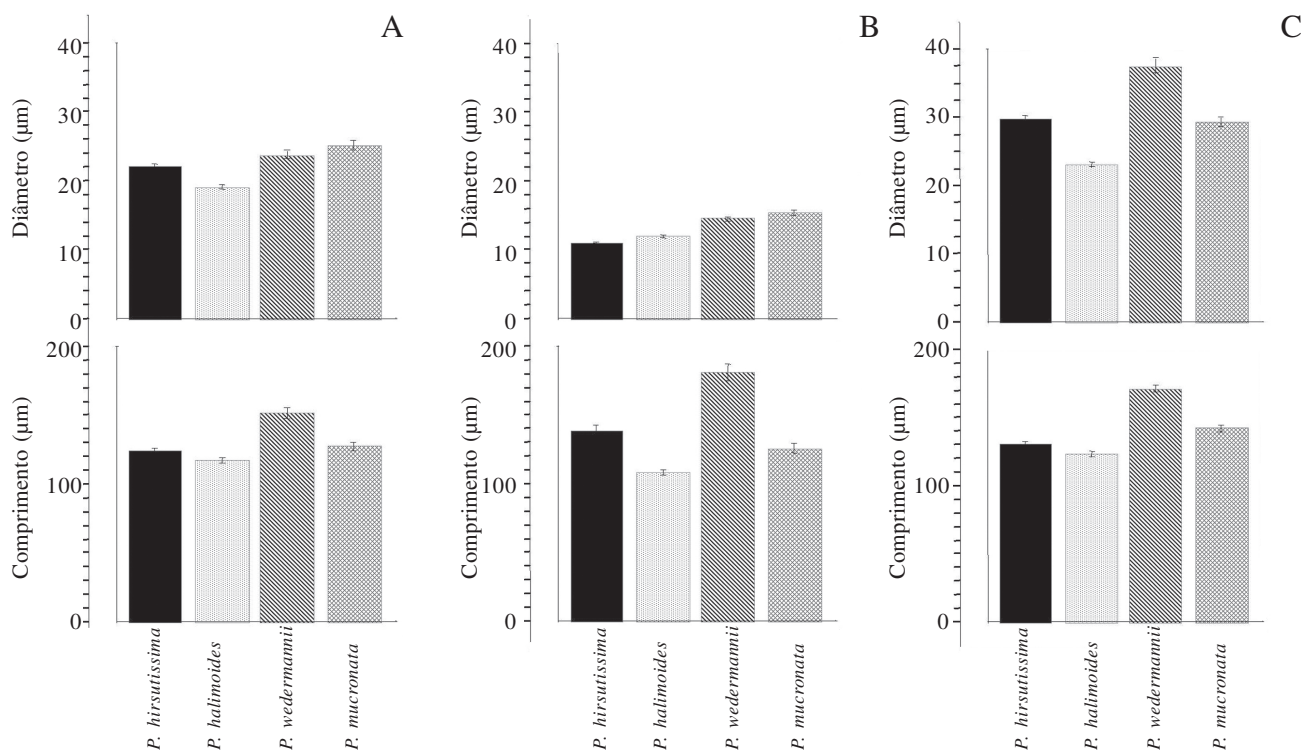 A
B
C
Diâmetro (µm)
40
30
20
10
0
Diâmetro (µm)
40
30
20
10
0
Diâmetro (µm)
40
30
20
10
0
Comprimento (µm)
200
100
0
Comprimento (µm)
200
100
0
Comprimento (µm)
200
100
0
P. hirsutissima
P. halimoides
P. wedermannii
P. mucronata
P. hirsutissima
P. halimoides
P. wedermannii
P. mucronata
P. hirsutissima
P. halimoides
P. wedermannii
P. mucronata